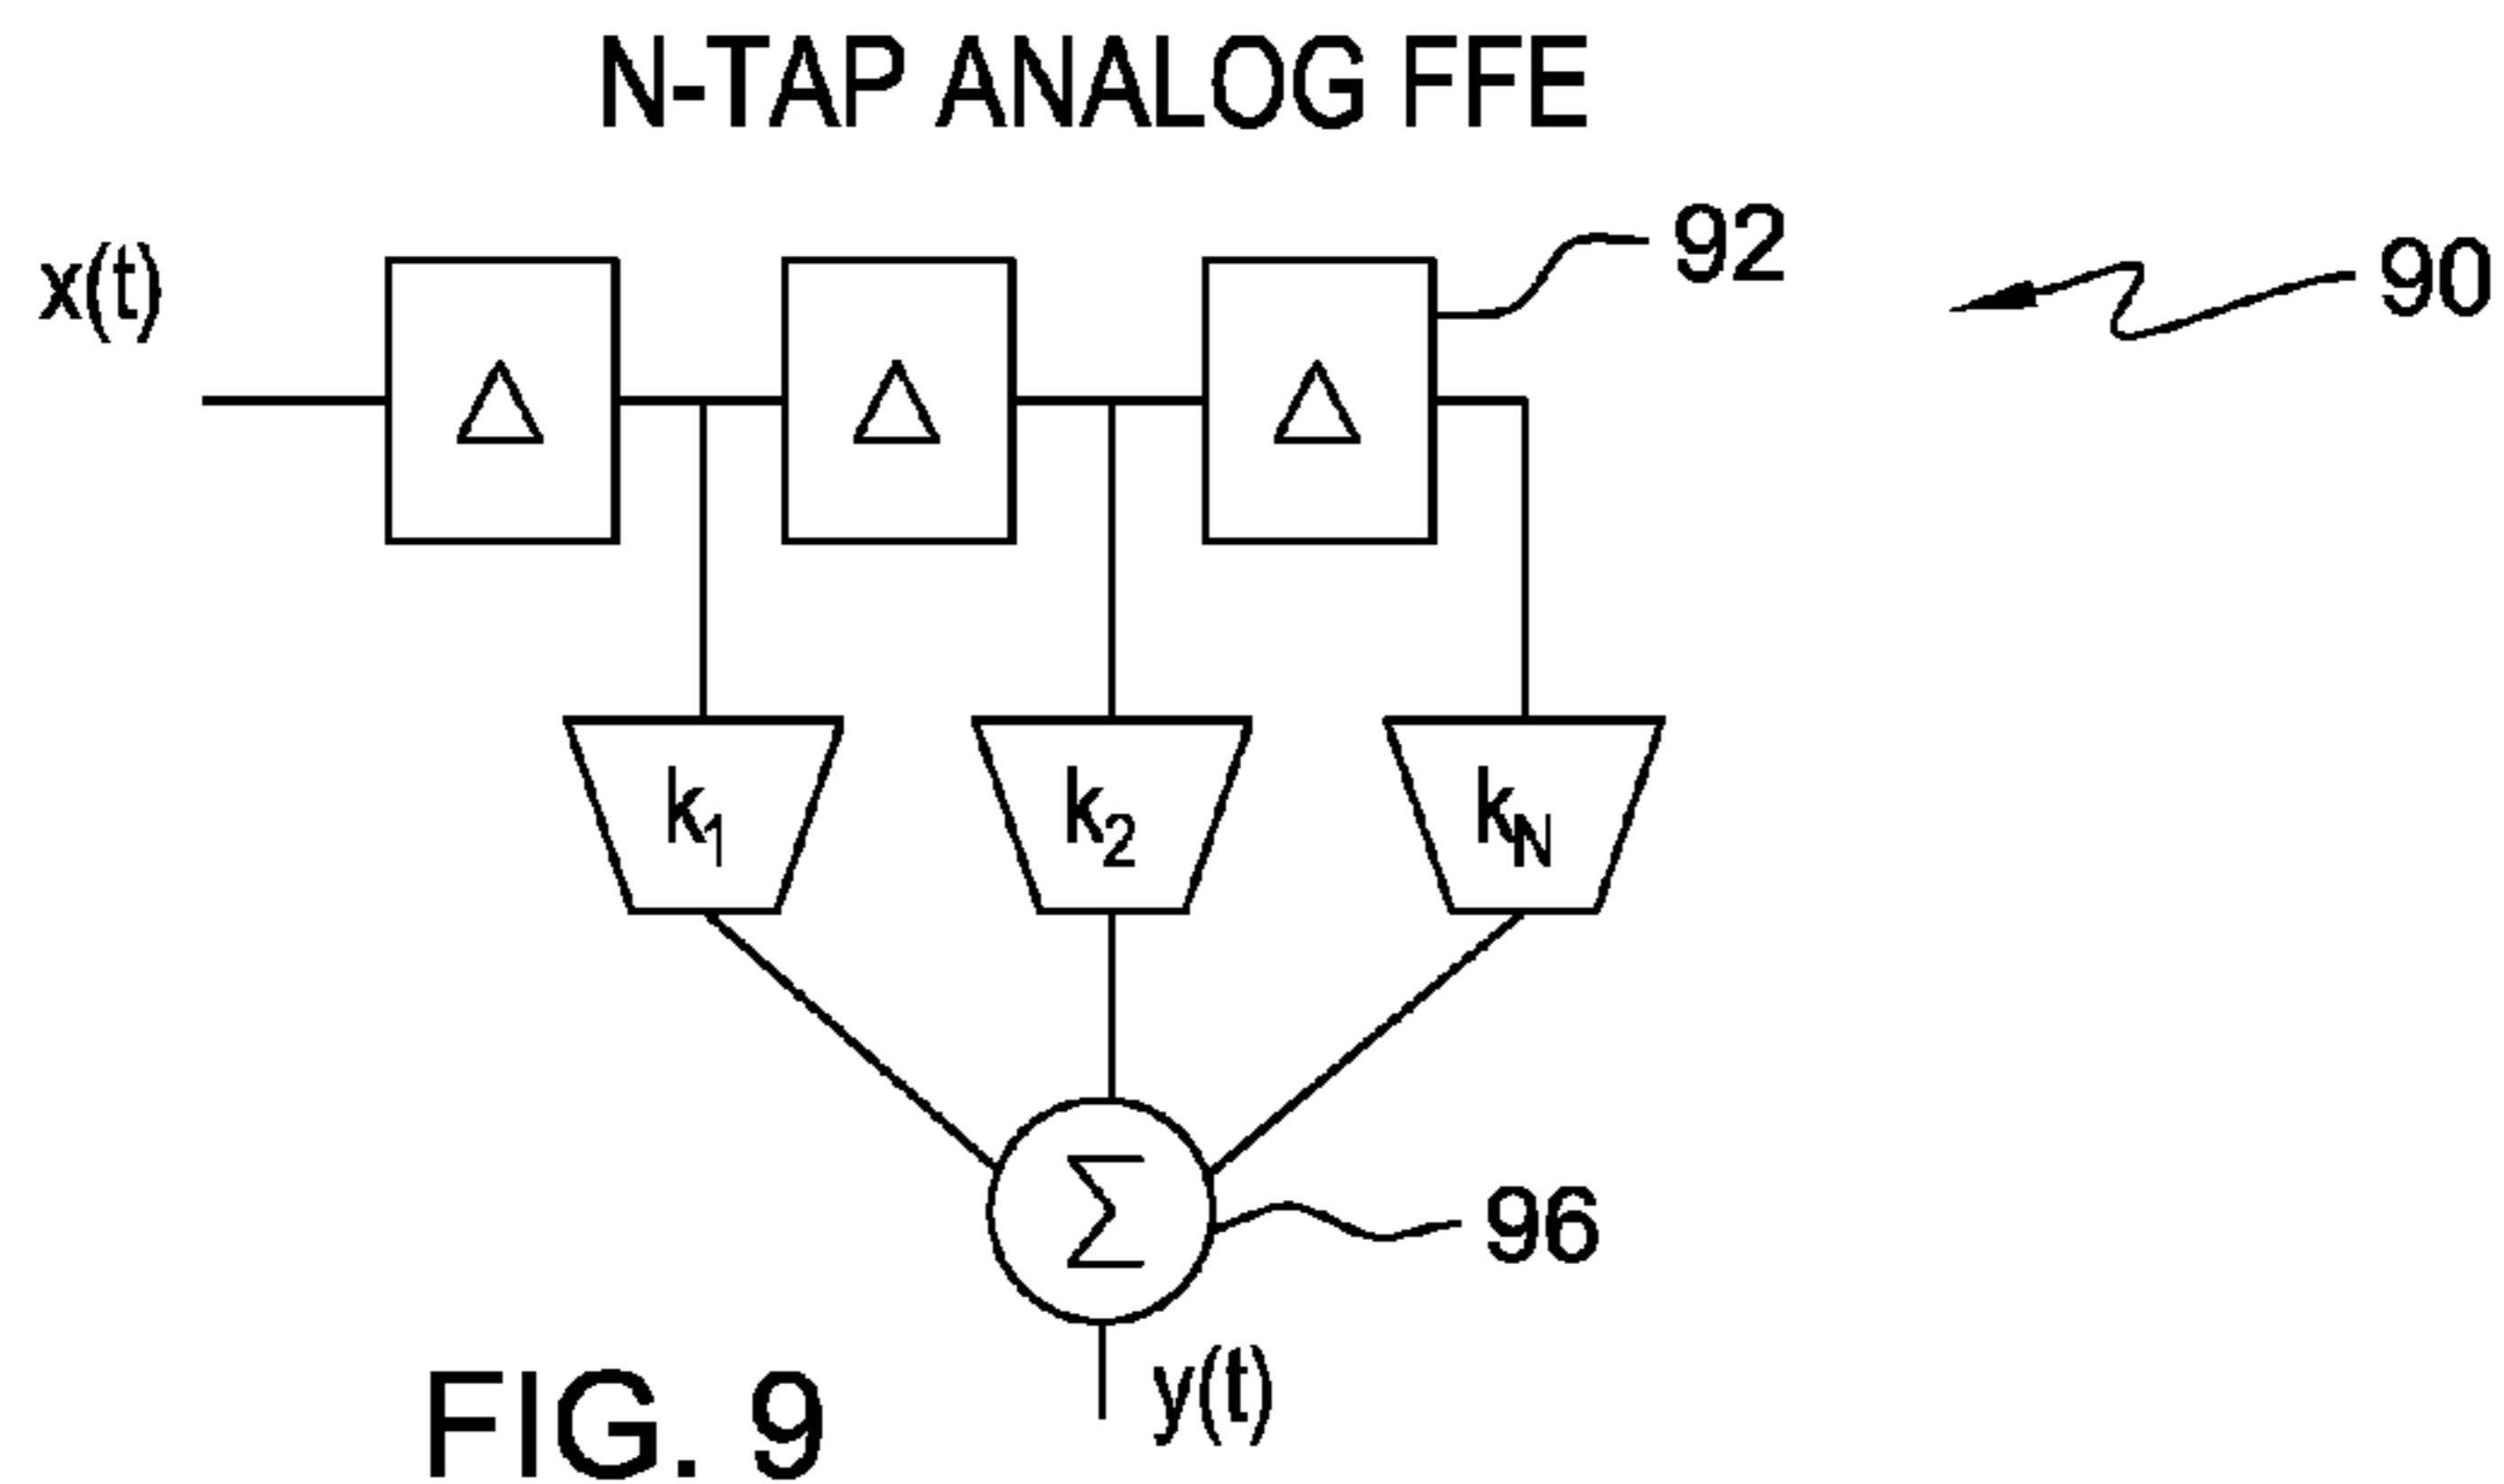 N-TAP ANALOG FFE
x(t)
92
90
Δ
Δ
Δ
k1
k2
kN
Σ
96
y(t)
FIG. 9